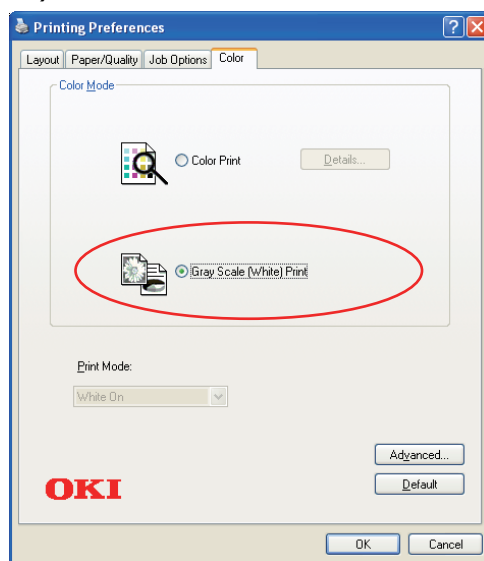 Printing Preferences
Layout Paper/Quality Job Options Color
Color Mode
Color Print Details...
Gray Scale (White) Print
Print Mode:
White On
Advanced...
OKI Default
OK Cancel